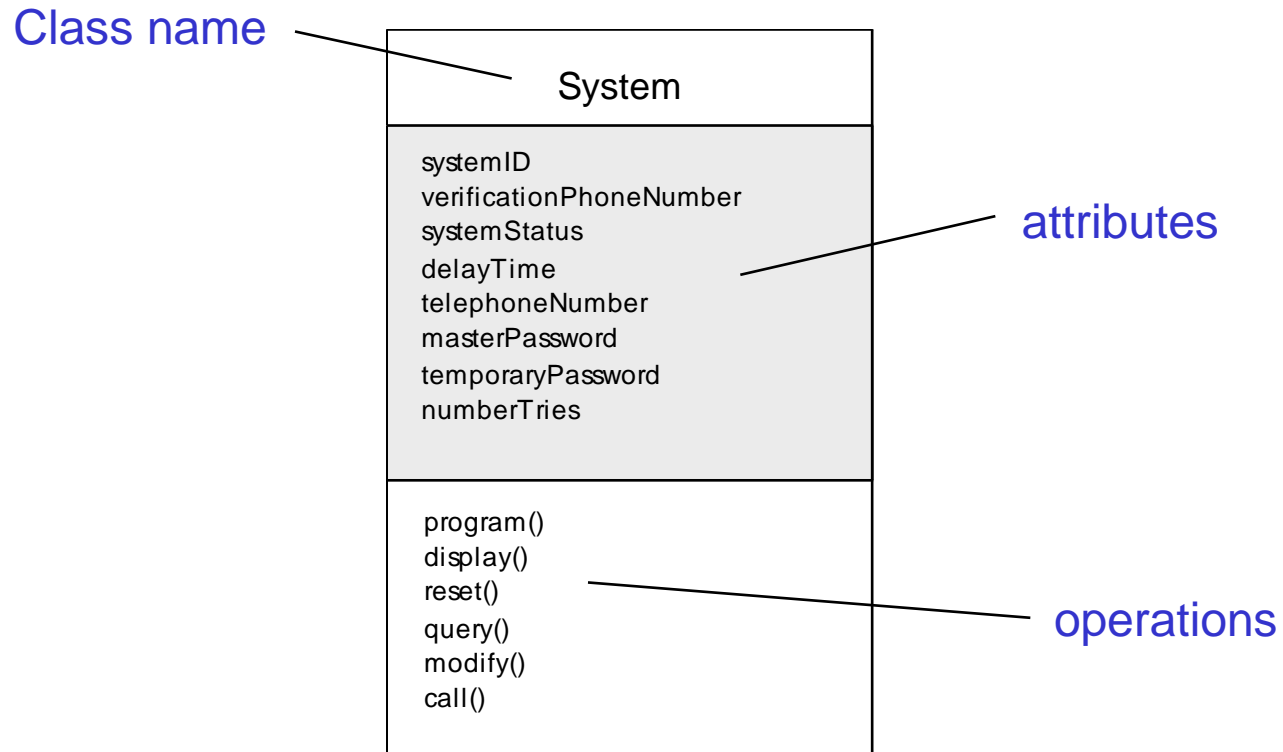 Class name
System
systemID
verificationPhoneNumber
systemStatus
attributes
delayTime
telephoneNumber
masterPassword
temporaryPassword
numberTries
program()
display()
reset()
query()
operations
modify()
call()